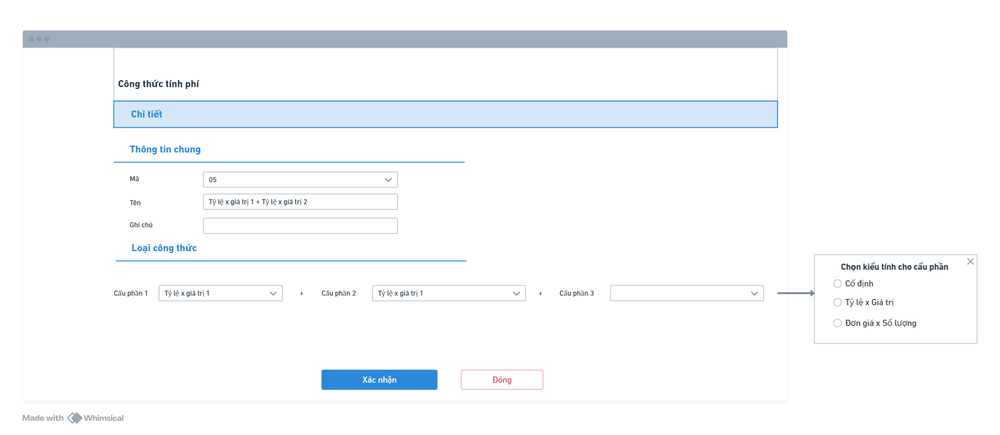 Công thức tính phí
Chi tiết
Thông tin chung
Mã
05
Tên
Tỷ lệ x giá trị 1 + Tỷ lệ x giá trị 2
Ghi chú
Loại công thức
Cấu phần 1
Tỷ lệ x giá trị 1
+
Cấu phần 2
Tỷ lệ x giá trị 1
+
Cấu phần 3
Chọn kiểu tính cho cấu phần
Cố định
Tỷ lệ x Giá trị
Đơn giá x Số lượng
Xác nhận
Đóng
Made with Whimsical